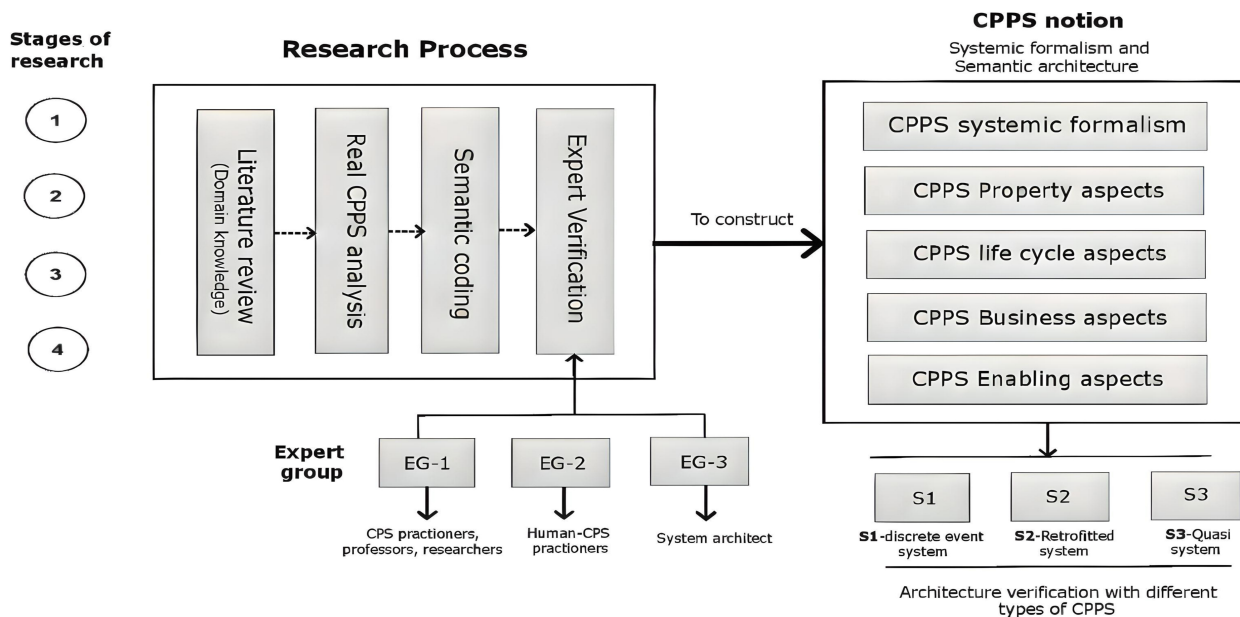 Stages of
research
1
2
3
4
Research Process
Literature review
(Domain knowledge)
Real CPPS analysis
Semantic coding
Expert Verification
To construct
Expert
group
EG-1
EG-2
EG-3
CPS practioners,
professors, researchers
Human-CPS
practioners
System architect
CPPS notion
Systemic formalism and
Semantic architecture
CPPS systemic formalism
CPPS Property aspects
CPPS life cycle aspects
CPPS Business aspects
CPPS Enabling aspects
S1
S2
S3
S1-discrete event
system
S2-Retrofitted
system
S3-Quasi
system
Architecture verification with different
types of CPPS